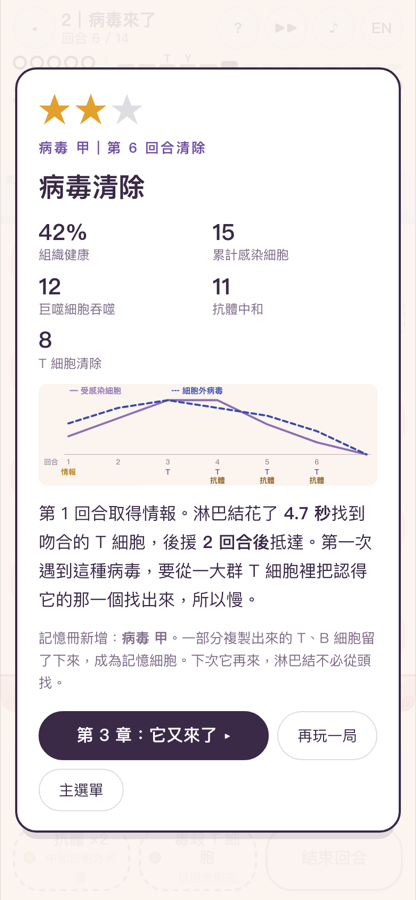 2｜病毒來了
回合 6 / 14
?
EN
T Y
病毒 甲｜第 6 回合清除
病毒清除
42%
15
組織健康
累計感染細胞
12
11
巨噬細胞吞噬
抗體中和
8
T 細胞清除
受感染細胞
細胞外病毒
回合 1 2 3 4 5 6
情報 T T T T
抗體 抗體 抗體
第 1 回合取得情報。淋巴結花了 4.7 秒找到
吻合的 T 細胞，後援 2 回合後抵達。第一次
遇到這種病毒，要從一大群 T 細胞裡把認得
它的那一個找出來，所以慢。
記憶冊新增：病毒 甲。一部分複製出來的 T、B 細胞留
了下來，成為記憶細胞。下次它再來，淋巴結不必從頭
找。
第 3 章：它又來了 ▸
再玩一局
主選單
抗體 ×2
毒殺 T 細
胞
結束回合